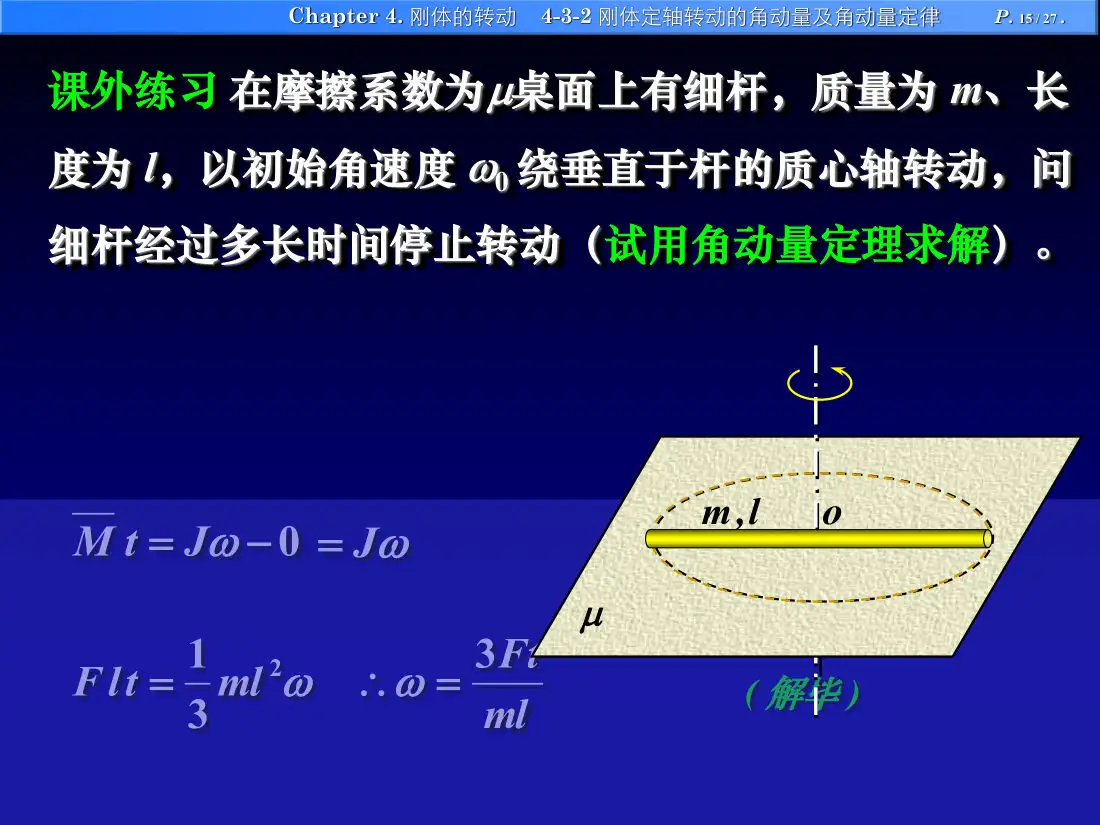 Chapter 4. 刚体的转动 4-3-2 刚体定轴转动的角动量及角动量定律 P. 15 / 27 .
课外练习 在摩擦系数为μ桌面上有细杆，质量为 m、长
度为 l，以初始角速度 ω₀ 绕垂直于杆的质心轴转动，问
细杆经过多长时间停止转动（试用角动量定理求解）。
m , l o
M̅ t = Jω − 0 = Jω
μ
F l t = 1/3 ml² ω ∴ ω = 3Ft/ml
( 解毕 )